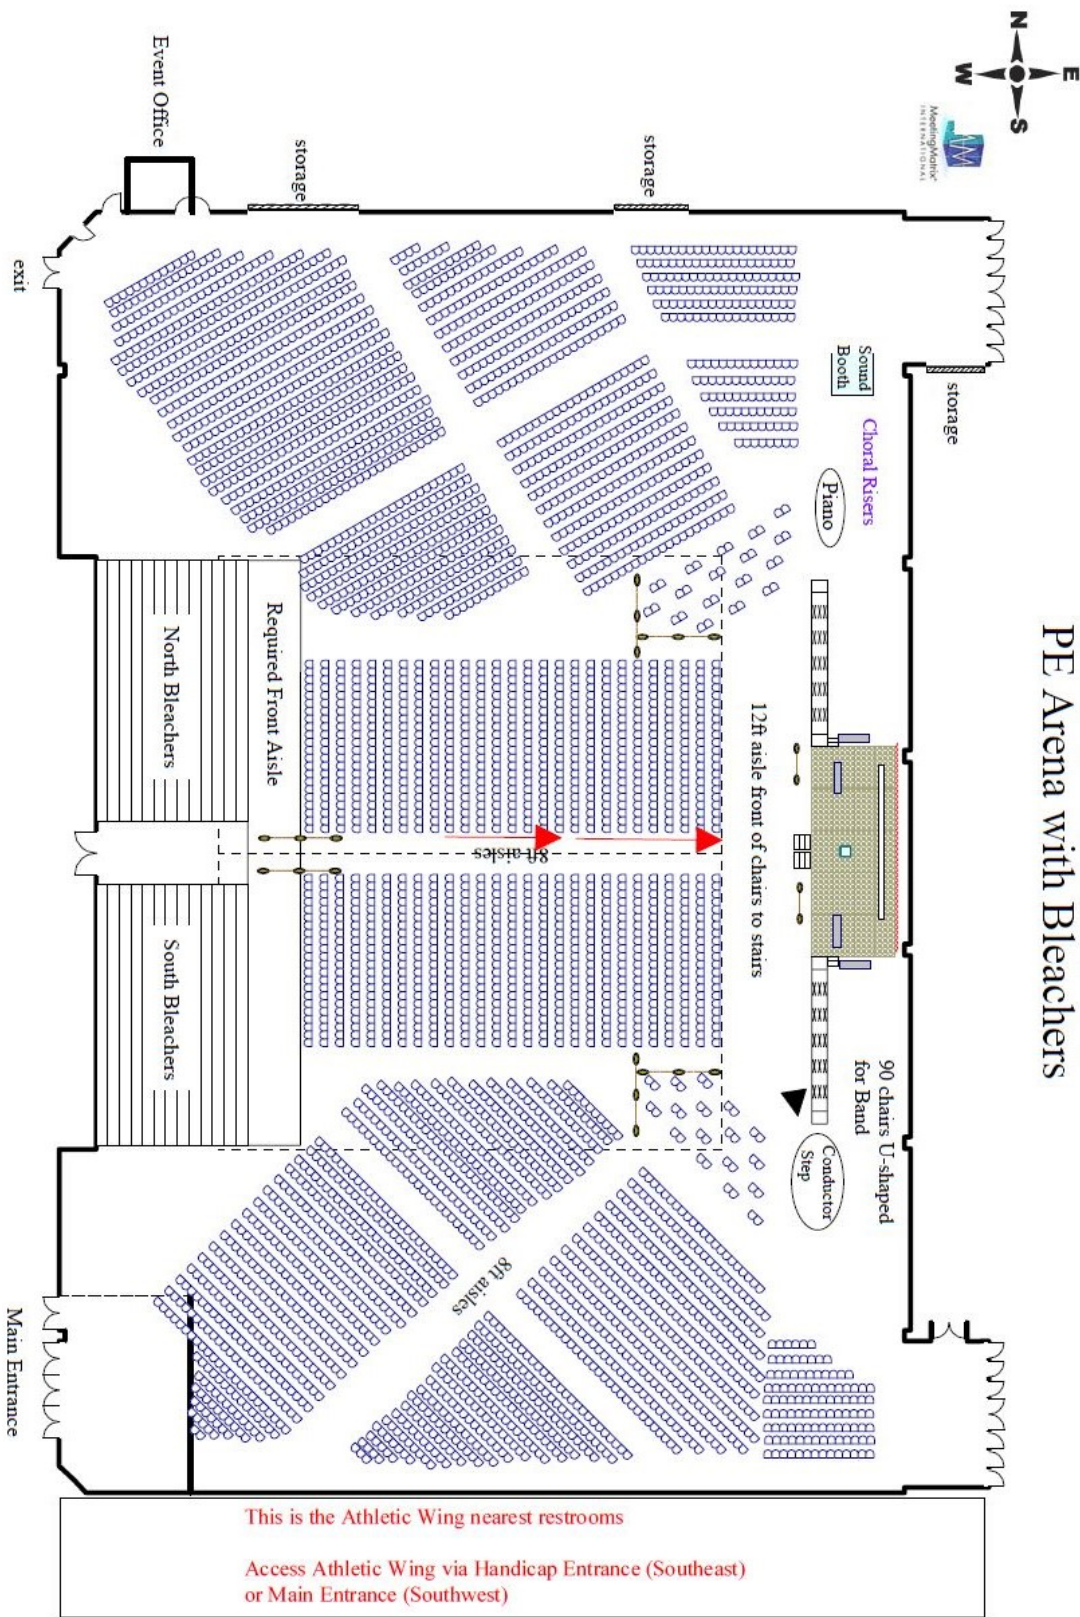 PE Arena with Bleachers
N
E
W
S
MeetingMatrix
INTERNATIONAL
Event Office
storage
storage
storage
exit
Sound
Booth
Choral Risers
Piano
12ft aisle front of chairs to stairs
90 chairs U-shaped
for Band
Conductor
Step
North Bleachers
Required Front Aisle
South Bleachers
8ft aisles
8ft aisles
Main Entrance
This is the Athletic Wing nearest restrooms
Access Athletic Wing via Handicap Entrance (Southeast)
or Main Entrance (Southwest)